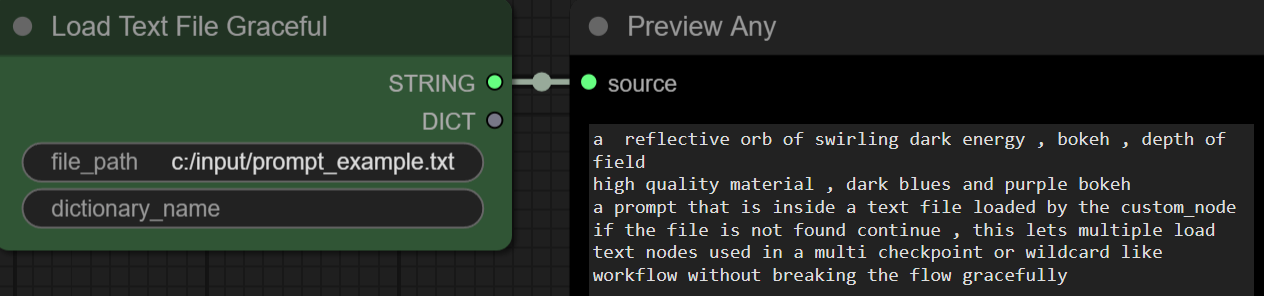 Load Text File Graceful
STRING
DICT
file_path c:/input/prompt_example.txt
dictionary_name
Preview Any
source
a  reflective orb of swirling dark energy , bokeh , depth of
field
high quality material , dark blues and purple bokeh
a prompt that is inside a text file loaded by the custom_node
if the file is not found continue , this lets multiple load
text nodes used in a multi checkpoint or wildcard like
workflow without breaking the flow gracefully